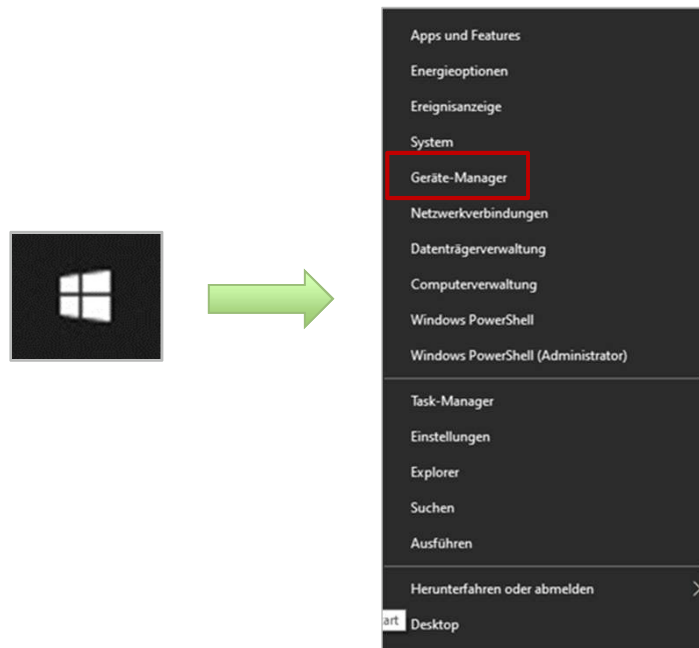 Apps und Features
Energieoptionen
Ereignisanzeige
System
Geräte-Manager
Netzwerkverbindungen
Datenträgerverwaltung
Computerverwaltung
Windows PowerShell
Windows PowerShell (Administrator)
Task-Manager
Einstellungen
Explorer
Suchen
Ausführen
Herunterfahren oder abmelden
art Desktop